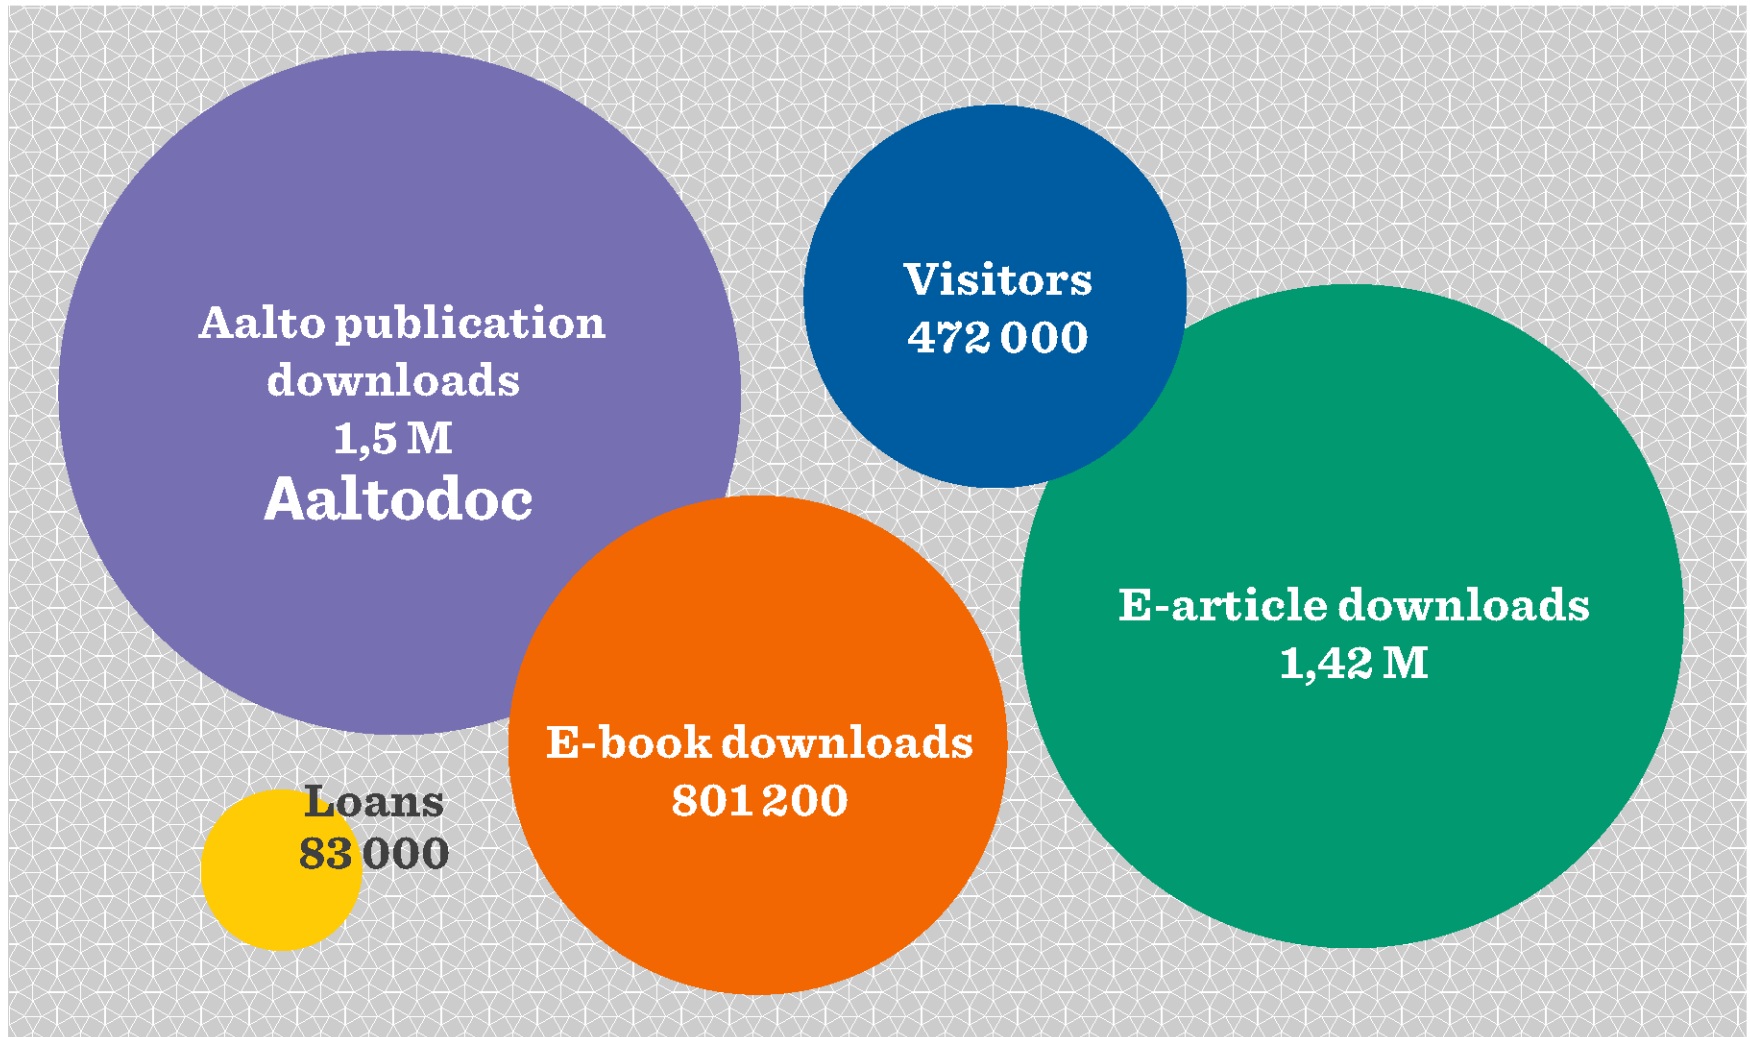 Aalto publication
downloads
1,5 M
Aaltodoc
Visitors
472 000
E-article downloads
1,42 M
E-book downloads
801 200
Loans
83 000